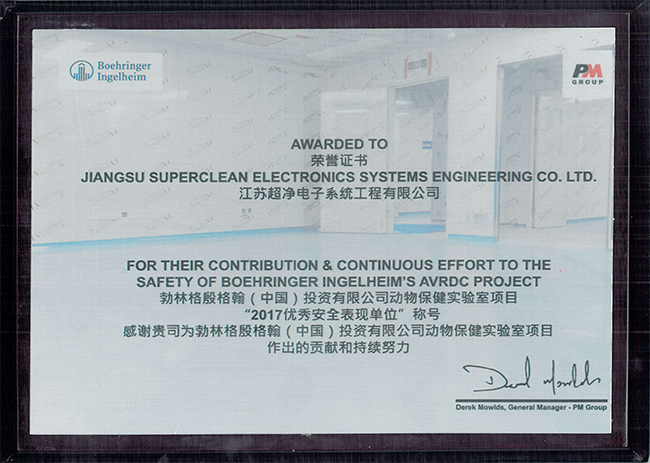 Boehringer
Ingelheim
PM
GROUP
AWARDED TO
荣誉证书
JIANGSU SUPERCLEAN ELECTRONICS SYSTEMS ENGINEERING CO. LTD.
江苏超净电子系统工程有限公司
FOR THEIR CONTRIBUTION & CONTINUOUS EFFORT TO THE
SAFETY OF BOEHRINGER INGELHEIM'S AVRDC PROJECT
勃林格殷格翰（中国）投资有限公司动物保健实验室项目
“2017优秀安全表现单位”称号
感谢贵司为勃林格殷格翰（中国）投资有限公司动物保健实验室项目
作出的贡献和持续努力
Derek Mowlds
Derek Mowlds, General Manager - PM Group